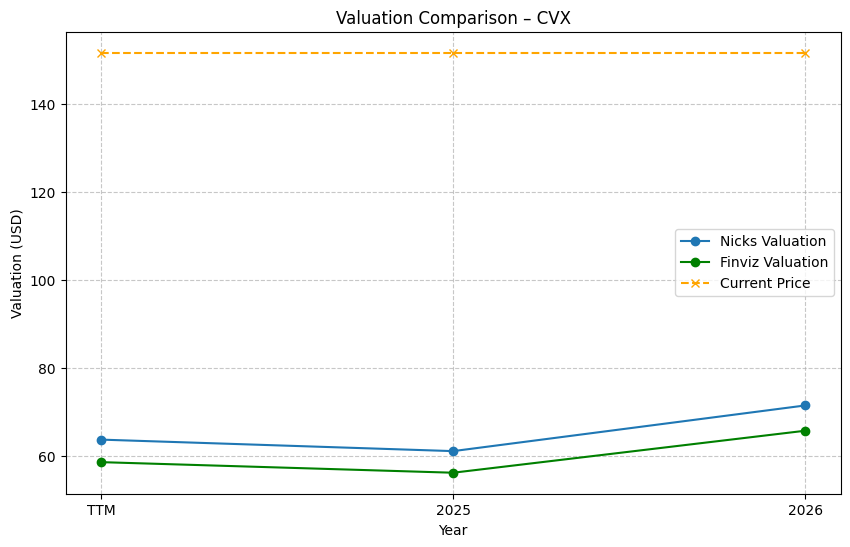 Valuation Comparison – CVX
Valuation (USD)
140
120
100
80
60
Nicks Valuation
Finviz Valuation
Current Price
TTM
2025
2026
Year